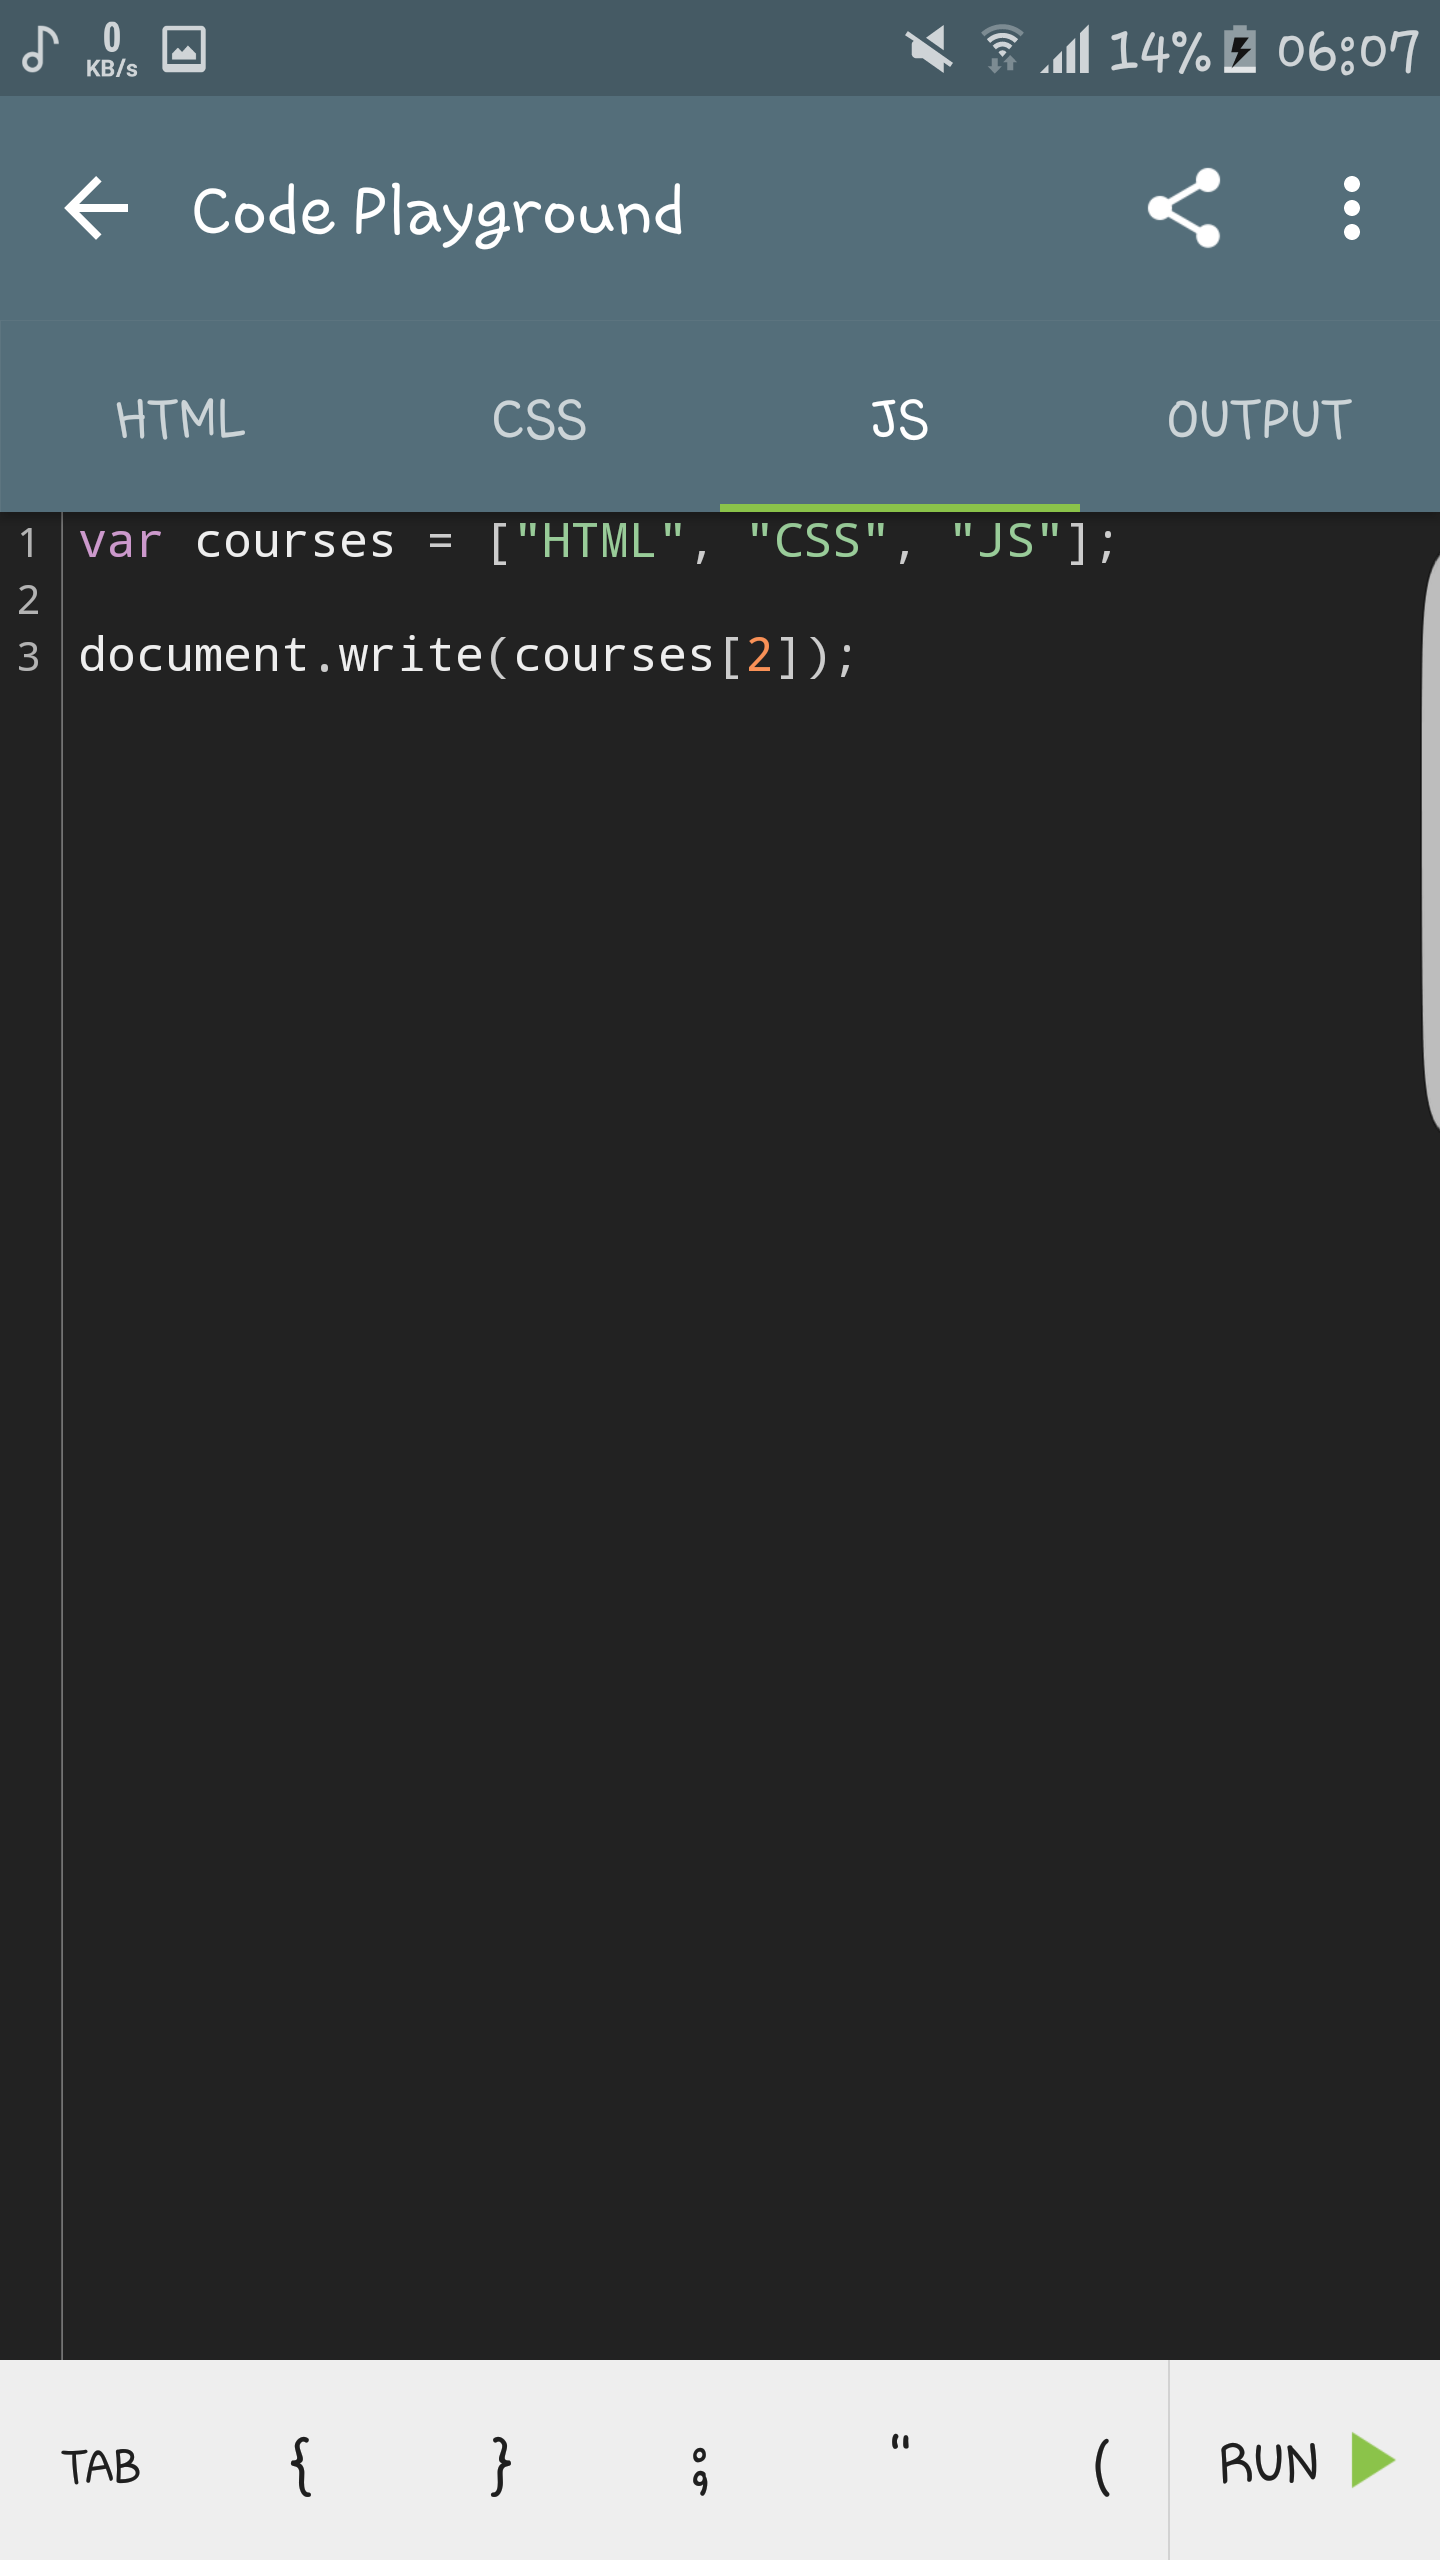 0 KB/s 14% 06:07
Code Playground
HTML CSS JS OUTPUT
1 var courses = ["HTML", "CSS", "JS"];
2
3 document.write(courses[2]);
TAB { } ; " ( RUN